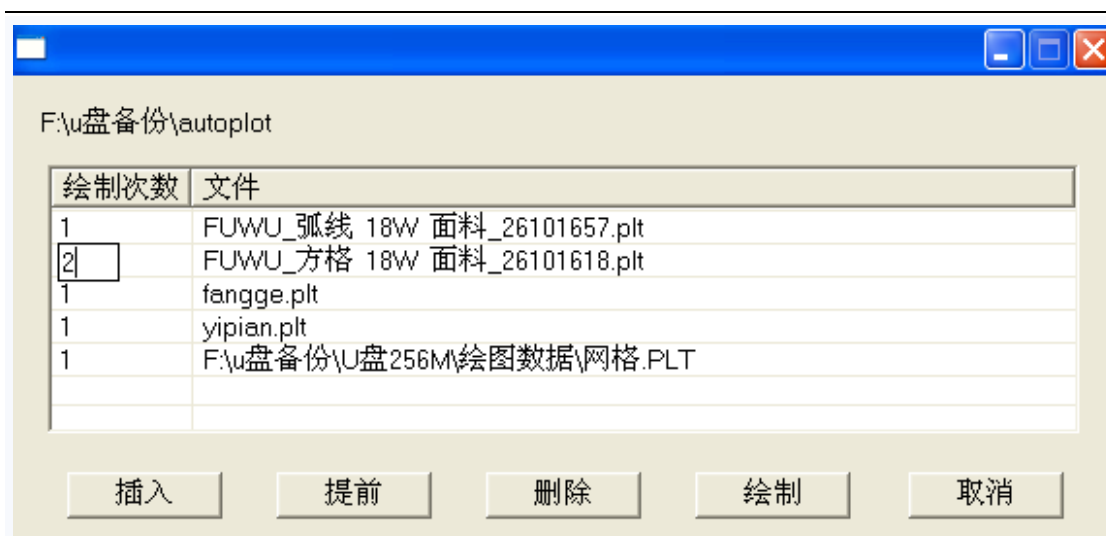 F:\u盘备份\autoplot
绘制次数 文件
1 FUWU_弧线 18W 面料_26101657.plt
2 FUWU_方格 18W 面料_26101618.plt
1 fangge.plt
1 yipian.plt
1 F:\u盘备份\U盘256M\绘图数据\网格.PLT
插入 提前 删除 绘制 取消